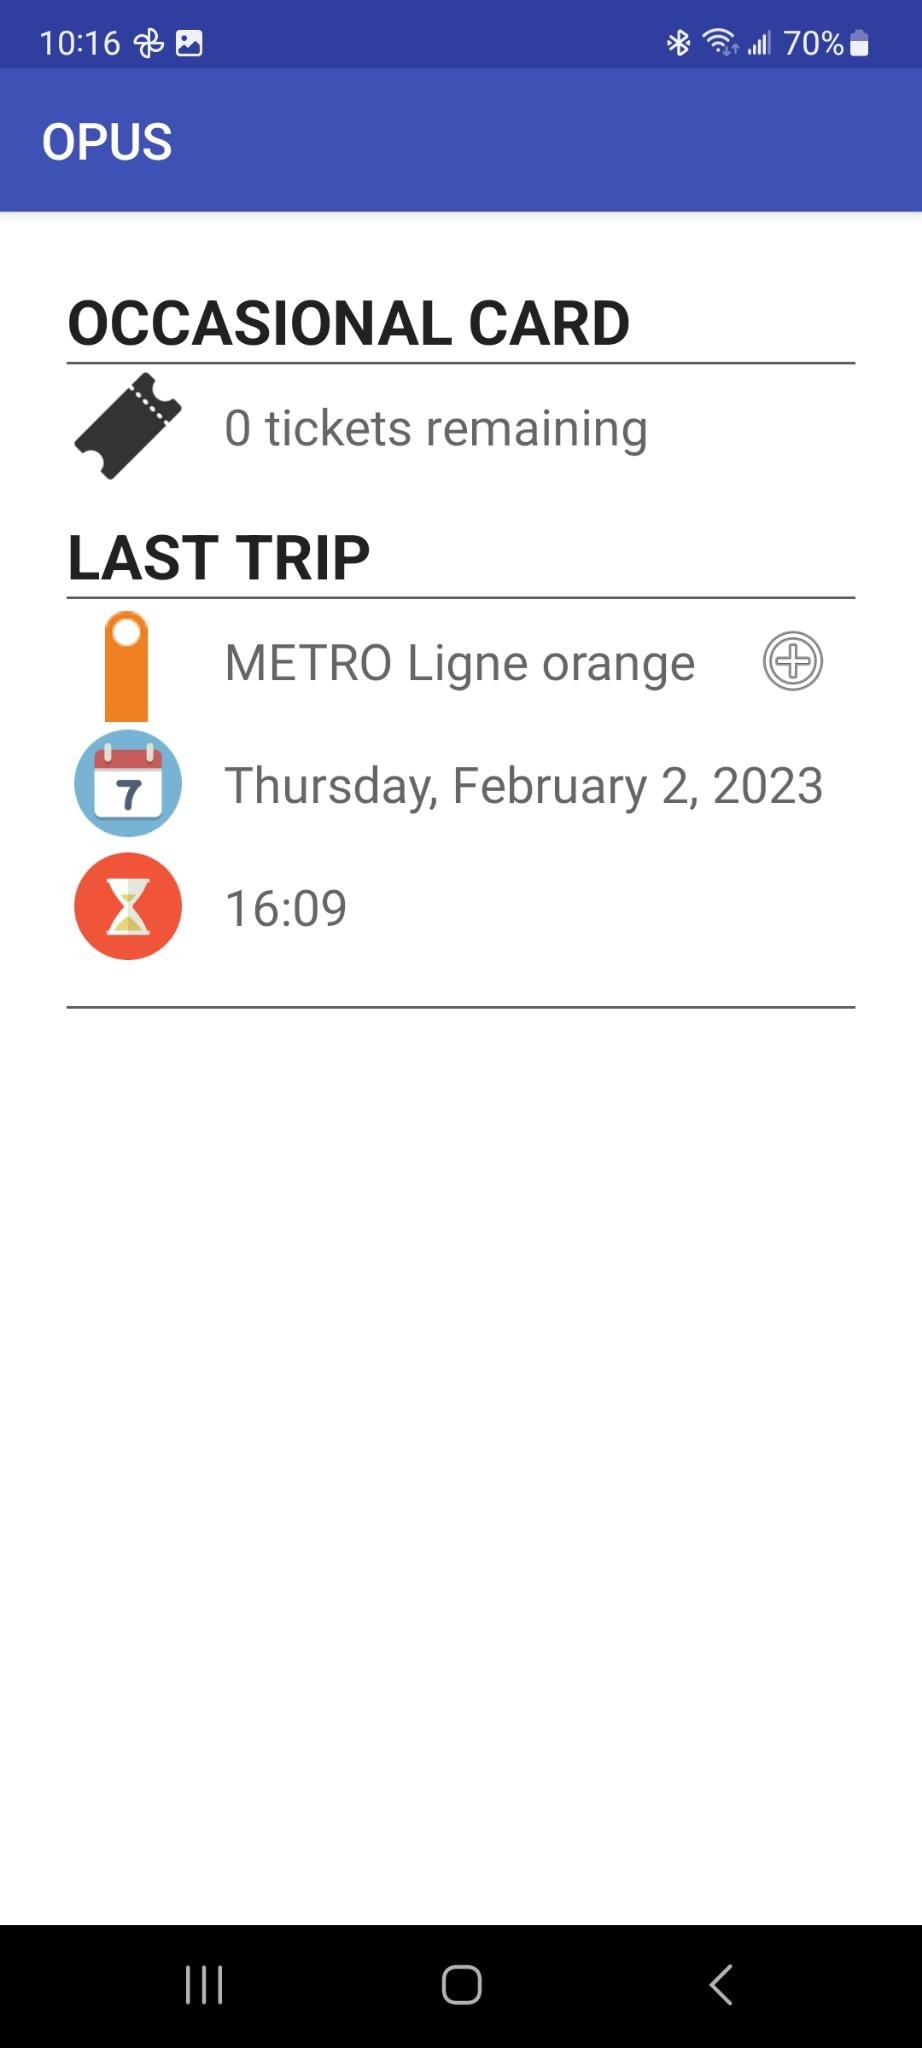 10:16 70%
OPUS
OCCASIONAL CARD
0 tickets remaining
LAST TRIP
METRO Ligne orange
7
Thursday, February 2, 2023
16:09